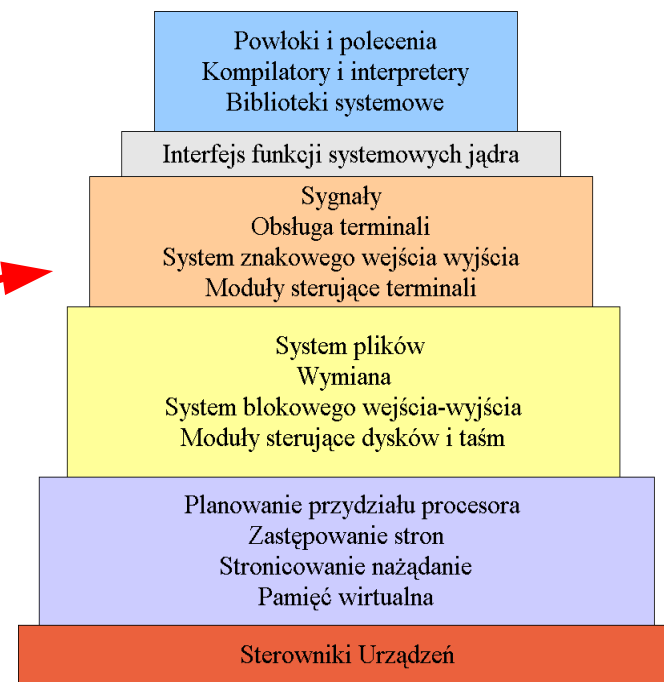 Powłoki i polecenia
Kompilatory i interpretery
Biblioteki systemowe
Interfejs funkcji systemowych jądra
Sygnały
Obsługa terminali
System znakowego wejścia wyjścia
Moduły sterujące terminali
System plików
Wymiana
System blokowego wejścia-wyjścia
Moduły sterujące dysków i taśm
Planowanie przydziału procesora
Zastępowanie stron
Stronicowanie nażądanie
Pamięć wirtualna
Sterowniki Urządzeń